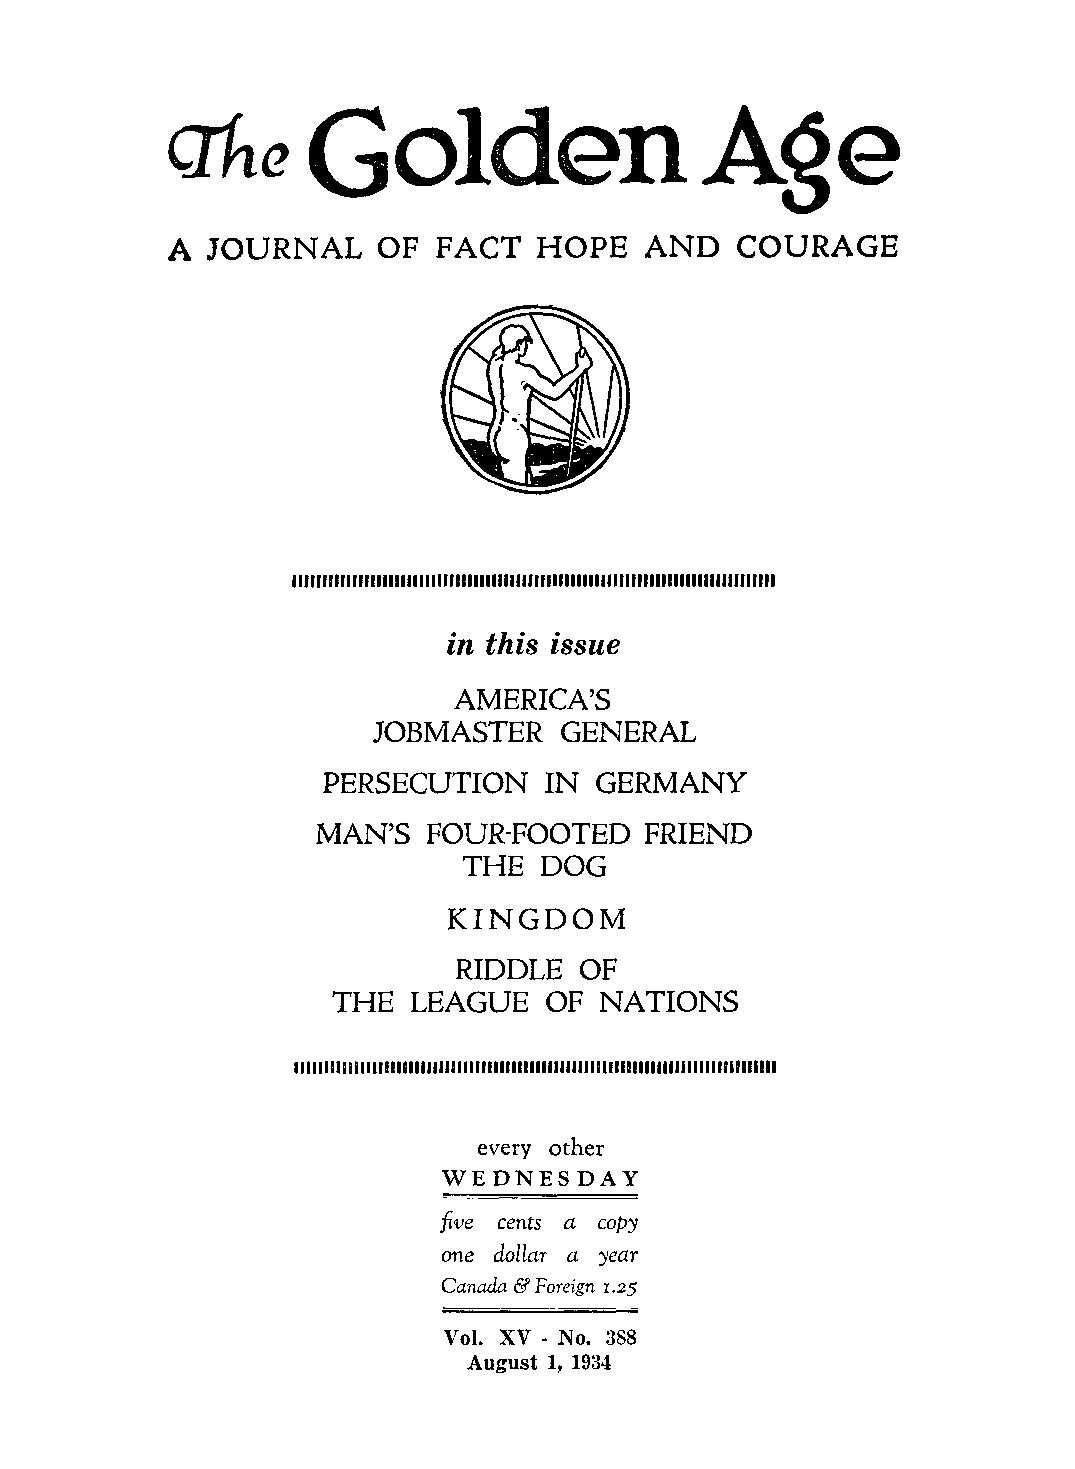 The Golden Age
A JOURNAL OF FACT HOPE AND COURAGE
in this issue
AMERICA'S
JOBMASTER GENERAL
PERSECUTION IN GERMANY
MAN'S FOUR-FOOTED FRIEND
THE DOG
KINGDOM
RIDDLE OF
THE LEAGUE OF NATIONS
every other
WEDNESDAY
five cents a copy
one dollar a year
Canada & Foreign 1.25
Vol. XV - No. 388
August 1, 1934